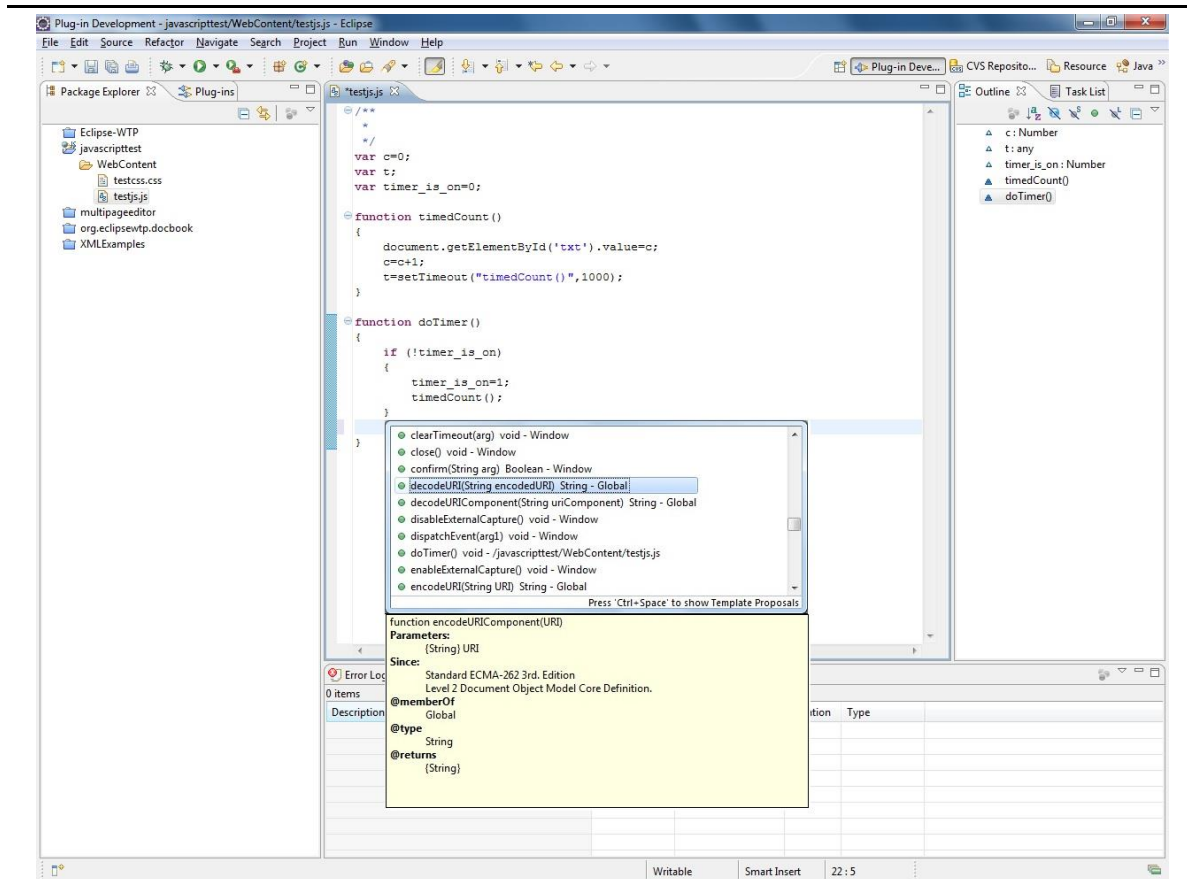 Plug-in Development - javascripttest/WebContent/testjs.js - Eclipse
File Edit Source Refactor Navigate Search Project Run Window Help
Plug-in Deve... CVS Reposito... Resource Java »
Package Explorer Plug-ins
Eclipse-WTP
javascripttest
WebContent
testcss.css
testjs.js
multipageeditor
org.eclipsewtp.docbook
XMLExamples
*testjs.js
/**
*
*/
var c=0;
var t;
var timer_is_on=0;
function timedCount()
{
document.getElementById('txt').value=c;
c=c+1;
t=setTimeout("timedCount()",1000);
}
function doTimer()
{
if (!timer_is_on)
{
timer_is_on=1;
timedCount();
}
}
clearTimeout(arg) void - Window
close() void - Window
confirm(String arg) Boolean - Window
decodeURI(String encodedURI) String - Global
decodeURIComponent(String uriComponent) String - Global
disableExternalCapture() void - Window
dispatchEvent(arg1) void - Window
doTimer() void - /javascripttest/WebContent/testjs.js
enableExternalCapture() void - Window
encodeURI(String URI) String - Global
Press 'Ctrl+Space' to show Template Proposals
function encodeURIComponent(URI)
Parameters:
{String} URI
Since:
Standard ECMA-262 3rd. Edition
Level 2 Document Object Model Core Definition.
@memberOf
Global
@type
String
@returns
{String}
Outline Task List
c : Number
t : any
timer_is_on : Number
timedCount()
doTimer()
Error Log
0 items
Description
Type
Writable Smart Insert 22 : 5